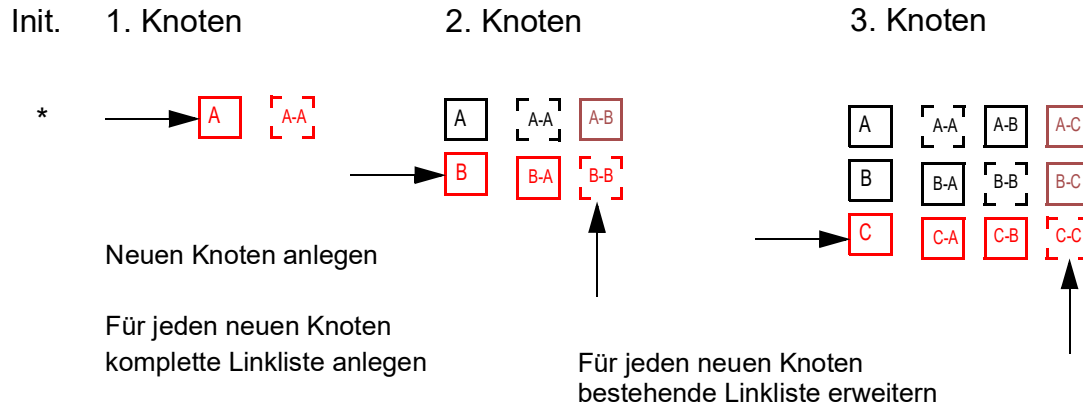 Init. 1. Knoten 2. Knoten 3. Knoten
* A A-A A A-A A-B A A-A A-B A-C
B B-A B-B B B-A B-B B-C
C C-A C-B C-C
Neuen Knoten anlegen
Für jeden neuen Knoten
komplette Linkliste anlegen
Für jeden neuen Knoten
bestehende Linkliste erweitern